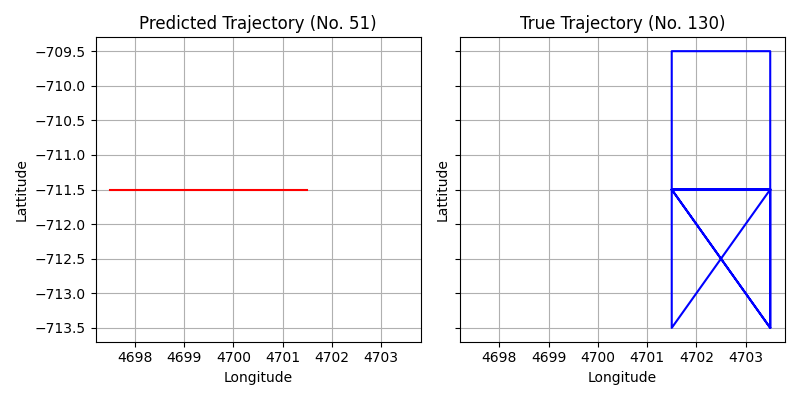 Predicted Trajectory (No. 51)
True Trajectory (No. 130)
Lattitude
−709.5
−710.0
−710.5
−711.0
−711.5
−712.0
−712.5
−713.0
−713.5
4698 4699 4700 4701 4702 4703
Longitude
Lattitude
4698 4699 4700 4701 4702 4703
Longitude